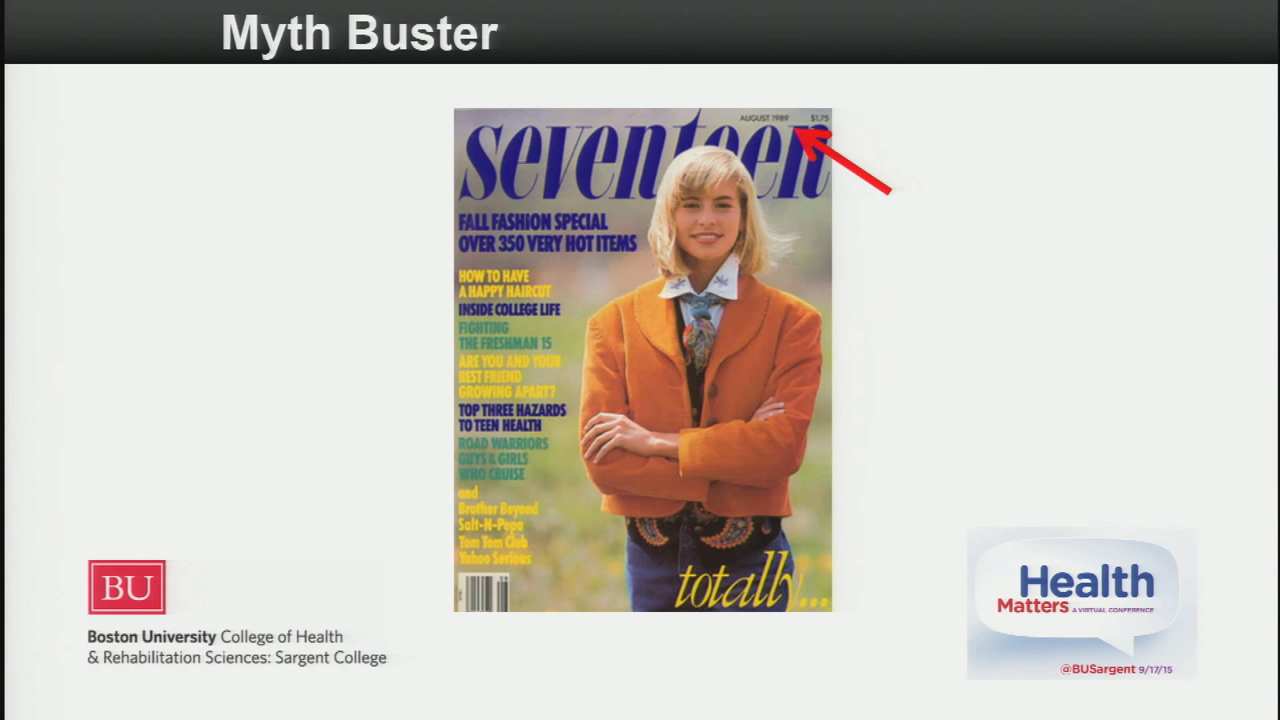 Myth Buster
AUGUST 1989 $1.75
seventeen
FALL FASHION SPECIAL
OVER 350 VERY HOT ITEMS
HOW TO HAVE
A HAPPY HAIRCUT
INSIDE COLLEGE LIFE
FIGHTING
THE FRESHMAN 15
ARE YOU AND YOUR
BEST FRIEND
GROWING APART?
TOP THREE HAZARDS
TO TEEN HEALTH
ROAD WARRIORS
GUYS & GIRLS
WHO CRUISE
and
Brother Beyond
Salt-N-Pepa
Tom Tom Club
Yahoo Serious
totally...
BU
Boston University College of Health
& Rehabilitation Sciences: Sargent College
Health
Matters A VIRTUAL CONFERENCE
@BUSargent 9/17/15